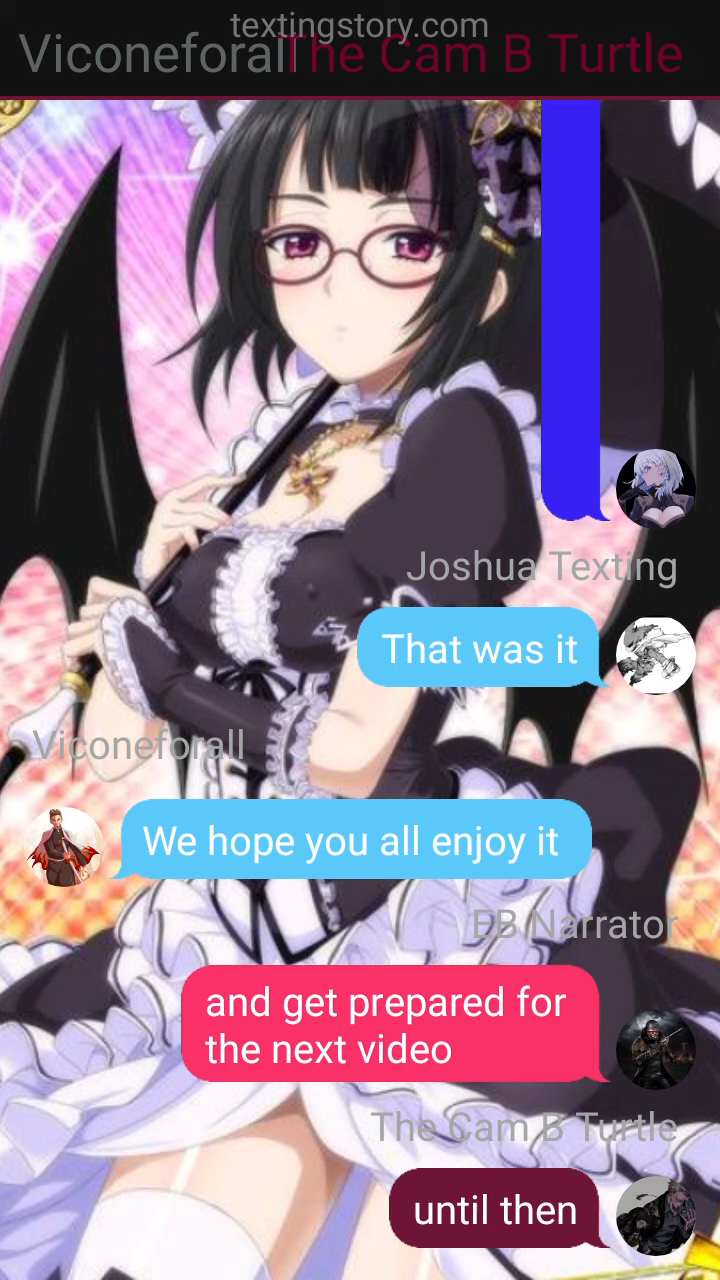 textingstory.com
Viconeforall The Cam B Turtle
Joshua Texting
That was it
Viconeforall
We hope you all enjoy it
EB Narrator
and get prepared for
the next video
The Cam B Turtle
until then